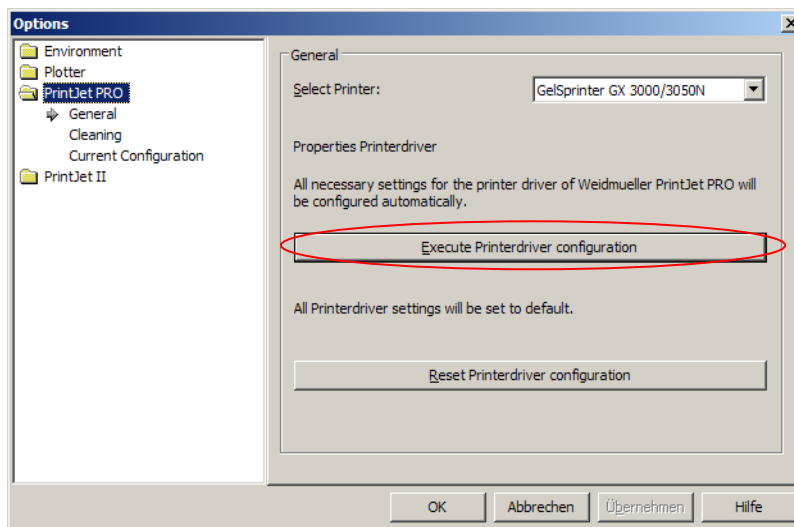 Options
Environment
Plotter
PrintJet PRO
General
Cleaning
Current Configuration
PrintJet II
General
Select Printer:
GelSprinter GX 3000/3050N
Properties Printerdriver
All necessary settings for the printer driver of Weidmueller PrintJet PRO will
be configured automatically.
Execute Printerdriver configuration
All Printerdriver settings will be set to default.
Reset Printerdriver configuration
OK
Abbrechen
Übernehmen
Hilfe